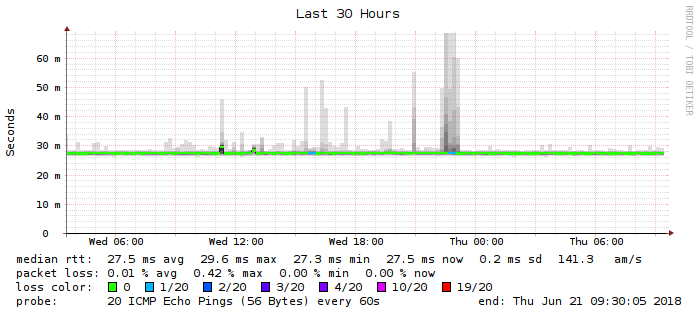 Last 30 Hours
RRDTOOL / TOBI OETIKER
Seconds
60 m
50 m
40 m
30 m
20 m
10 m
0
Wed 06:00 Wed 12:00 Wed 18:00 Thu 00:00 Thu 06:00
median rtt: 27.5 ms avg 29.6 ms max 27.3 ms min 27.5 ms now 0.2 ms sd 141.3 am/s
packet loss: 0.01 % avg 0.42 % max 0.00 % min 0.00 % now
loss color: 0 1/20 2/20 3/20 4/20 10/20 19/20
probe: 20 ICMP Echo Pings (56 Bytes) every 60s end: Thu Jun 21 09:30:05 2018